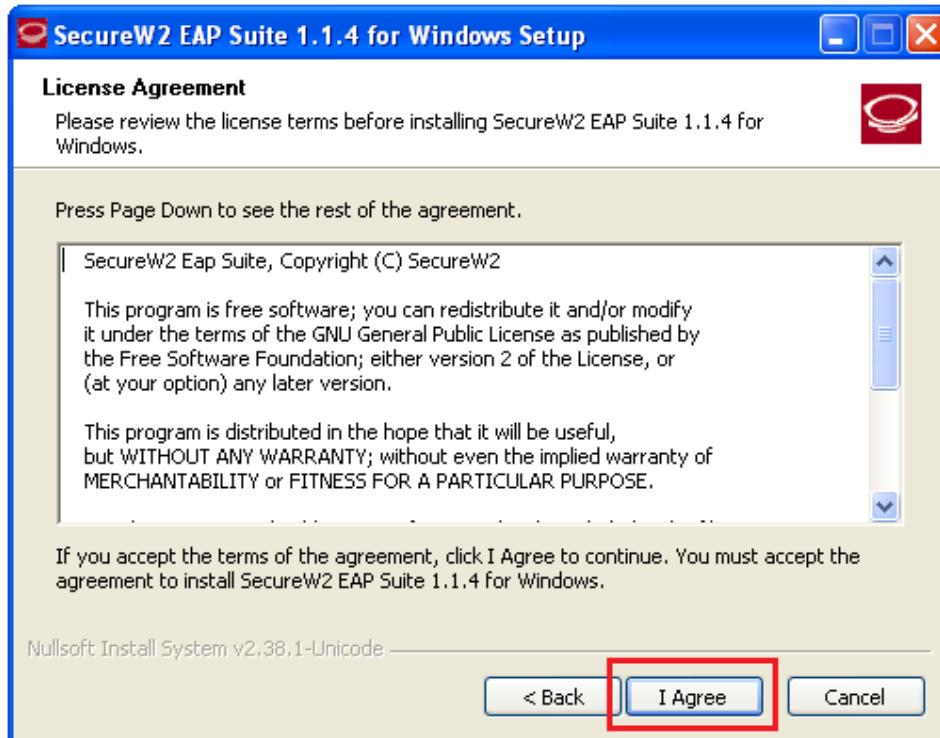 SecureW2 EAP Suite 1.1.4 for Windows Setup
License Agreement
Please review the license terms before installing SecureW2 EAP Suite 1.1.4 for
Windows.
Press Page Down to see the rest of the agreement.
SecureW2 Eap Suite, Copyright (C) SecureW2
This program is free software; you can redistribute it and/or modify
it under the terms of the GNU General Public License as published by
the Free Software Foundation; either version 2 of the License, or
(at your option) any later version.
This program is distributed in the hope that it will be useful,
but WITHOUT ANY WARRANTY; without even the implied warranty of
MERCHANTABILITY or FITNESS FOR A PARTICULAR PURPOSE.
If you accept the terms of the agreement, click I Agree to continue. You must accept the
agreement to install SecureW2 EAP Suite 1.1.4 for Windows.
Nullsoft Install System v2.38.1-Unicode
< Back
I Agree
Cancel